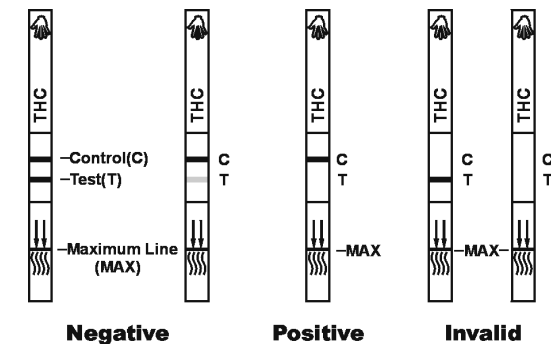 THC
THC
THC
THC
THC
Control(C)
C
C
C
C
Test(T)
T
T
T
Maximum Line
(MAX)
MAX
MAX
Negative
Positive
Invalid